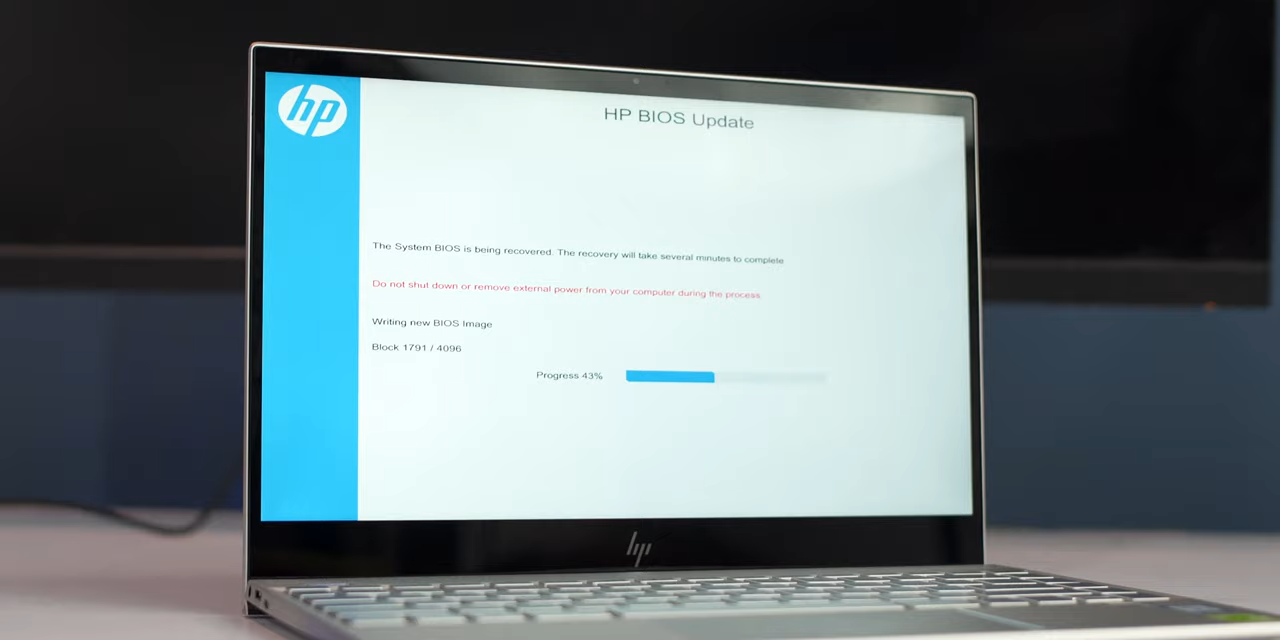 hp
HP BIOS Update
The System BIOS is being recovered. The recovery will take several minutes to complete
Do not shut down or remove external power from your computer during the process.
Writing new BIOS Image
Block 1791 / 4096
Progress 43%
hp